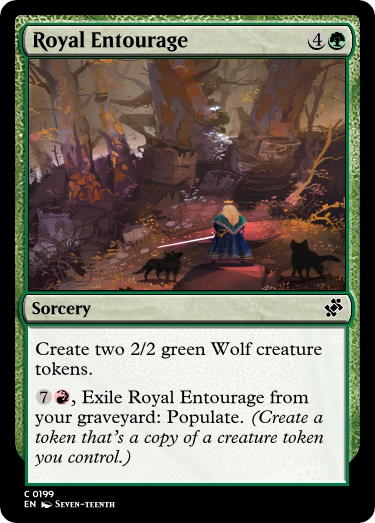 Royal Entourage 4
Sorcery
Create two 2/2 green Wolf creature
tokens.
7, Exile Royal Entourage from
your graveyard: Populate. (Create a
token that's a copy of a creature token
you control.)
C 0199
EN Seven-teenth